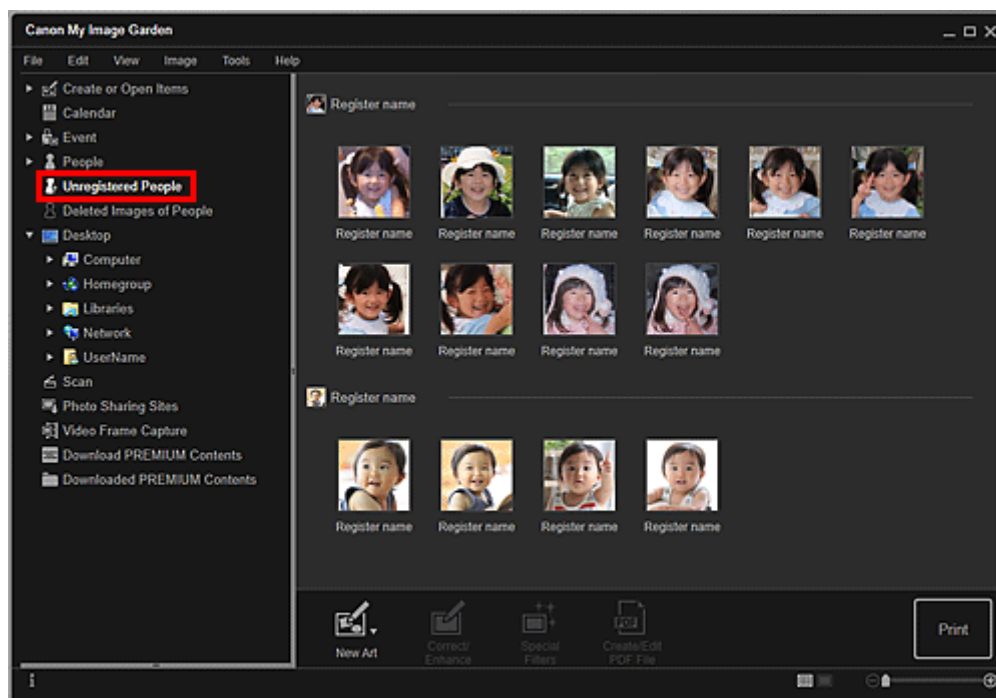 Canon My Image Garden
File Edit View Image Tools Help
Create or Open Items
Calendar
Event
People
Unregistered People
Deleted Images of People
Desktop
Computer
Homegroup
Libraries
Network
UserName
Scan
Photo Sharing Sites
Video Frame Capture
Download PREMIUM Contents
Downloaded PREMIUM Contents
Register name
Register name Register name Register name Register name Register name Register name
Register name Register name Register name Register name
Register name
Register name Register name Register name Register name
New Art
Correct/
Enhance
Special
Filters
PDF
Create/Edit
PDF File
Print